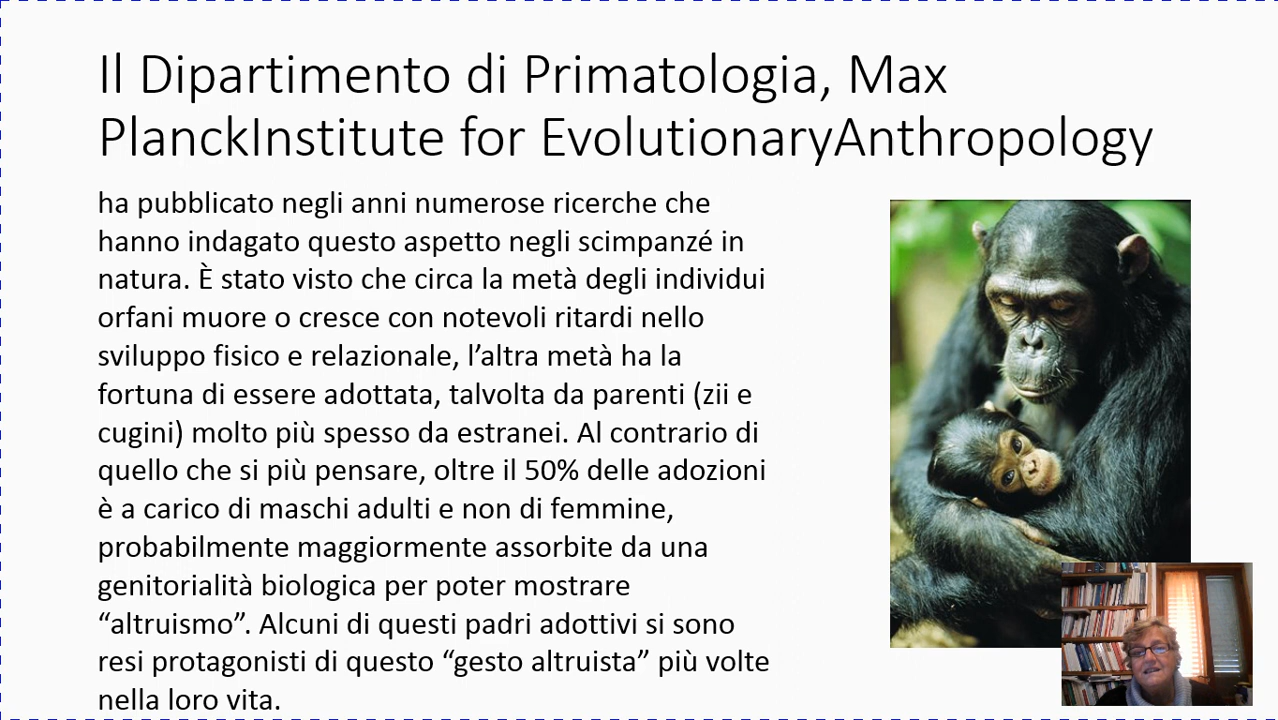 Il Dipartimento di Primatologia, Max
PlanckInstitute for EvolutionaryAnthropology
ha pubblicato negli anni numerose ricerche che
hanno indagato questo aspetto negli scimpanzé in
natura. È stato visto che circa la metà degli individui
orfani muore o cresce con notevoli ritardi nello
sviluppo fisico e relazionale, l’altra metà ha la
fortuna di essere adottata, talvolta da parenti (zii e
cugini) molto più spesso da estranei. Al contrario di
quello che si più pensare, oltre il 50% delle adozioni
è a carico di maschi adulti e non di femmine,
probabilmente maggiormente assorbite da una
genitorialità biologica per poter mostrare
“altruismo”. Alcuni di questi padri adottivi si sono
resi protagonisti di questo “gesto altruista” più volte
nella loro vita.